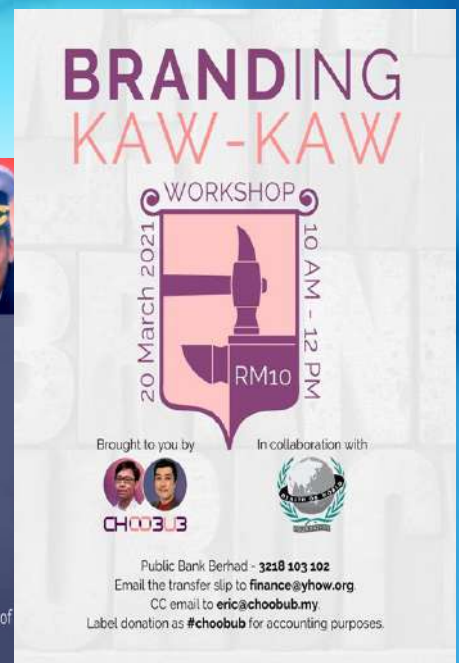 BRANDING
KAW-KAW
WORKSHOP
20 March 2021
10 AM - 12 PM
RM10
Brought to you by
In collaboration with
CHOOBUB
Public Bank Berhad - 3218 103 102
Email the transfer slip to finance@yhow.org.
CC email to eric@choobub.my.
Label donation as #choobub for accounting purposes.
of